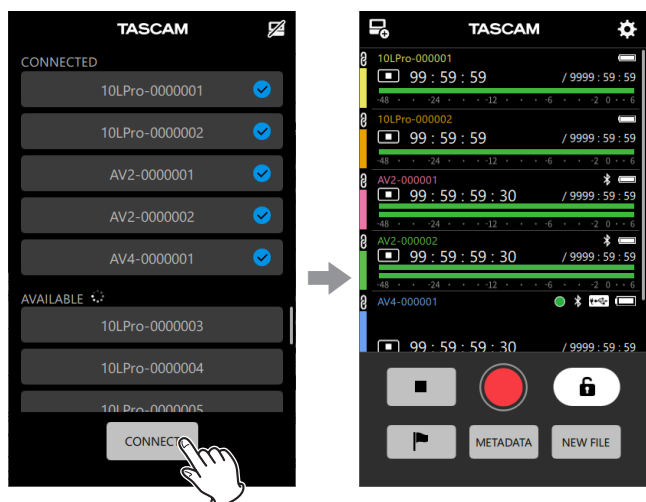 TASCAM
CONNECTED
10LPro-0000001
10LPro-0000002
AV2-0000001
AV2-0000002
AV4-0000001
AVAILABLE
10LPro-0000003
10LPro-0000004
10LPro-0000005
CONNECT
TASCAM
10LPro-000001
99 : 59 : 59 / 9999 : 59 : 59
-48 -24 -12 -6 -2 0 6
10LPro-000002
99 : 59 : 59 / 9999 : 59 : 59
-48 -24 -12 -6 -2 0 6
AV2-000001
99 : 59 : 59 : 30 / 9999 : 59 : 59
-48 -24 -12 -6 -2 0 6
AV2-000002
99 : 59 : 59 : 30 / 9999 : 59 : 59
-48 -24 -12 -6 -2 0 6
AV4-000001
99 : 59 : 59 : 30 / 9999 : 59 : 59
METADATA
NEW FILE